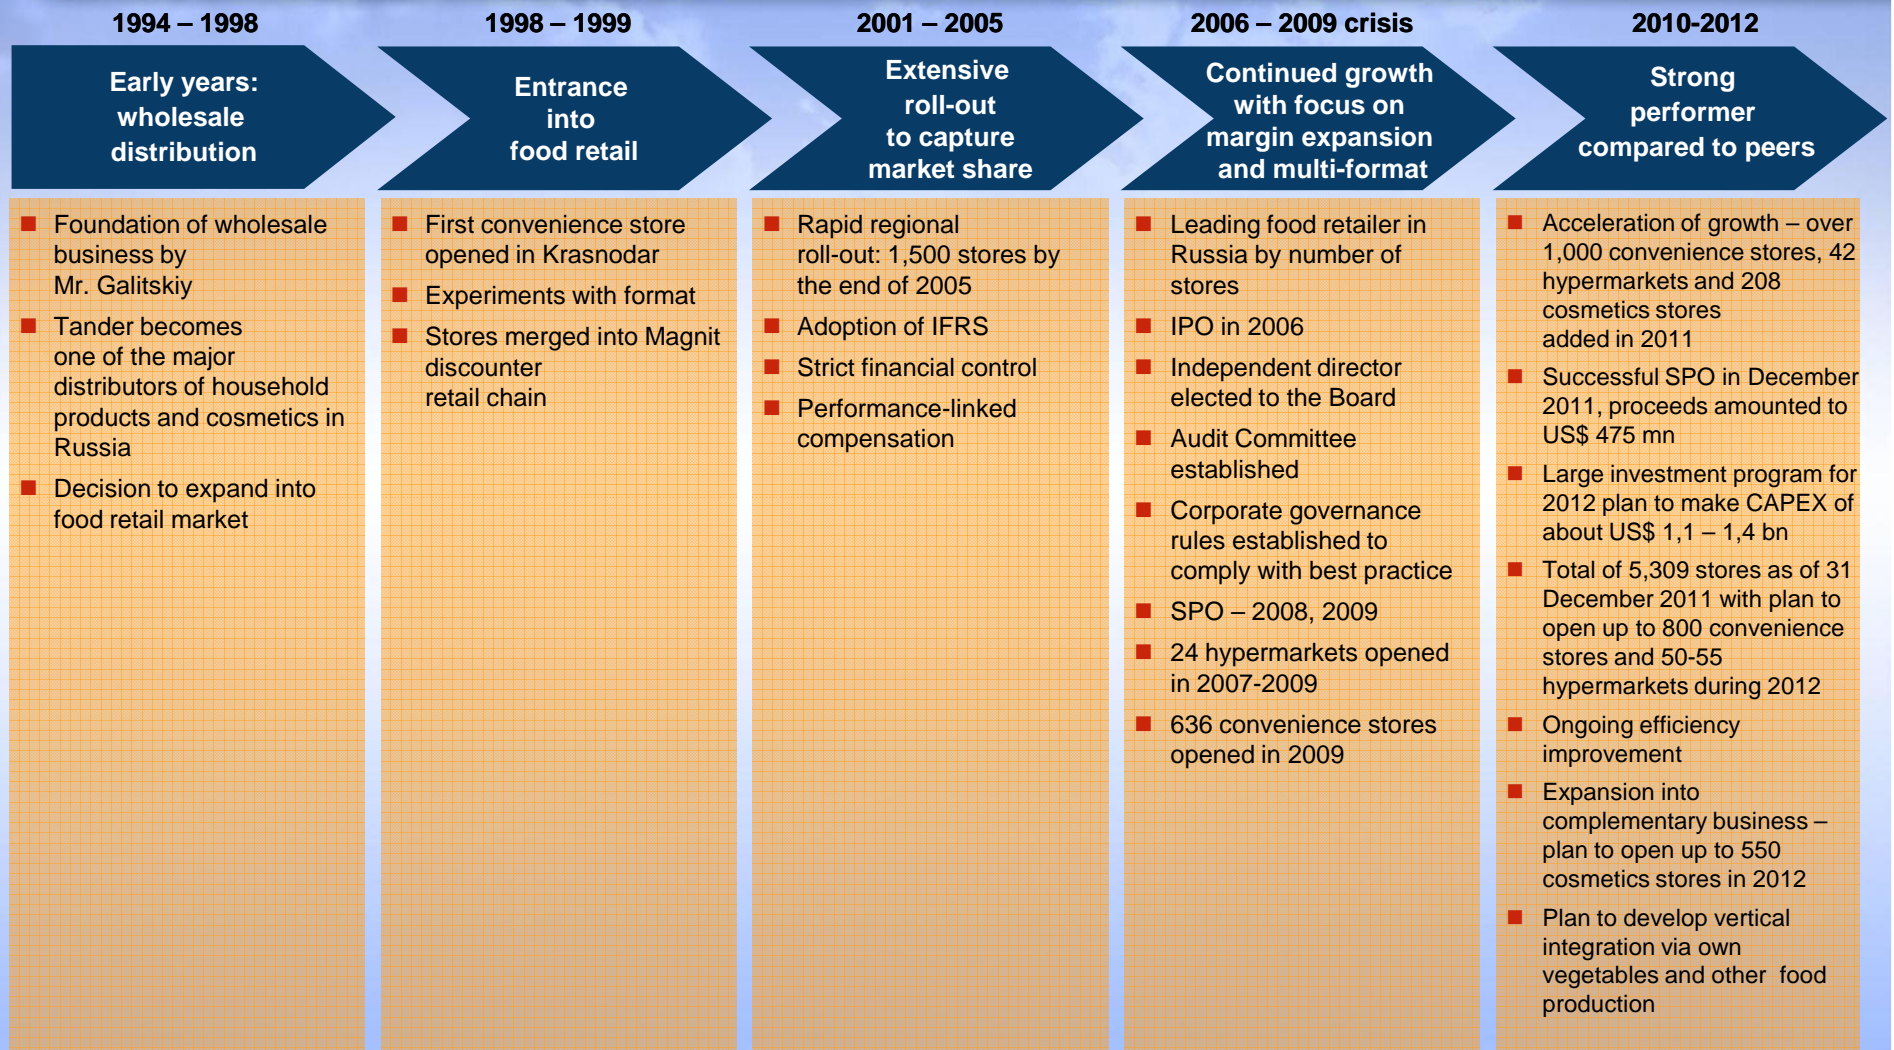 1994 – 1998
Early years:
wholesale
distribution
Foundation of wholesale
business by
Mr. Galitskiy
Tander becomes
one of the major
distributors of household
products and cosmetics in
Russia
Decision to expand into
food retail market
1998 – 1999
Entrance
into
food retail
First convenience store
opened in Krasnodar
Experiments with format
Stores merged into Magnit
discounter
retail chain
2001 – 2005
Extensive
roll-out
to capture
market share
Rapid regional
roll-out: 1,500 stores by
the end of 2005
Adoption of IFRS
Strict financial control
Performance-linked
compensation
2006 – 2009 crisis
Continued growth
with focus on
margin expansion
and multi-format
Leading food retailer in
Russia by number of
stores
IPO in 2006
Independent director
elected to the Board
Audit Committee
established
Corporate governance
rules established to
comply with best practice
SPO – 2008, 2009
24 hypermarkets opened
in 2007-2009
636 convenience stores
opened in 2009
2010-2012
Strong
performer
compared to peers
Acceleration of growth – over
1,000 convenience stores, 42
hypermarkets and 208
cosmetics stores
added in 2011
Successful SPO in December
2011, proceeds amounted to
US$ 475 mn
Large investment program for
2012 plan to make CAPEX of
about US$ 1,1 – 1,4 bn
Total of 5,309 stores as of 31
December 2011 with plan to
open up to 800 convenience
stores and 50-55
hypermarkets during 2012
Ongoing efficiency
improvement
Expansion into
complementary business –
plan to open up to 550
cosmetics stores in 2012
Plan to develop vertical
integration via own
vegetables and other  food
production